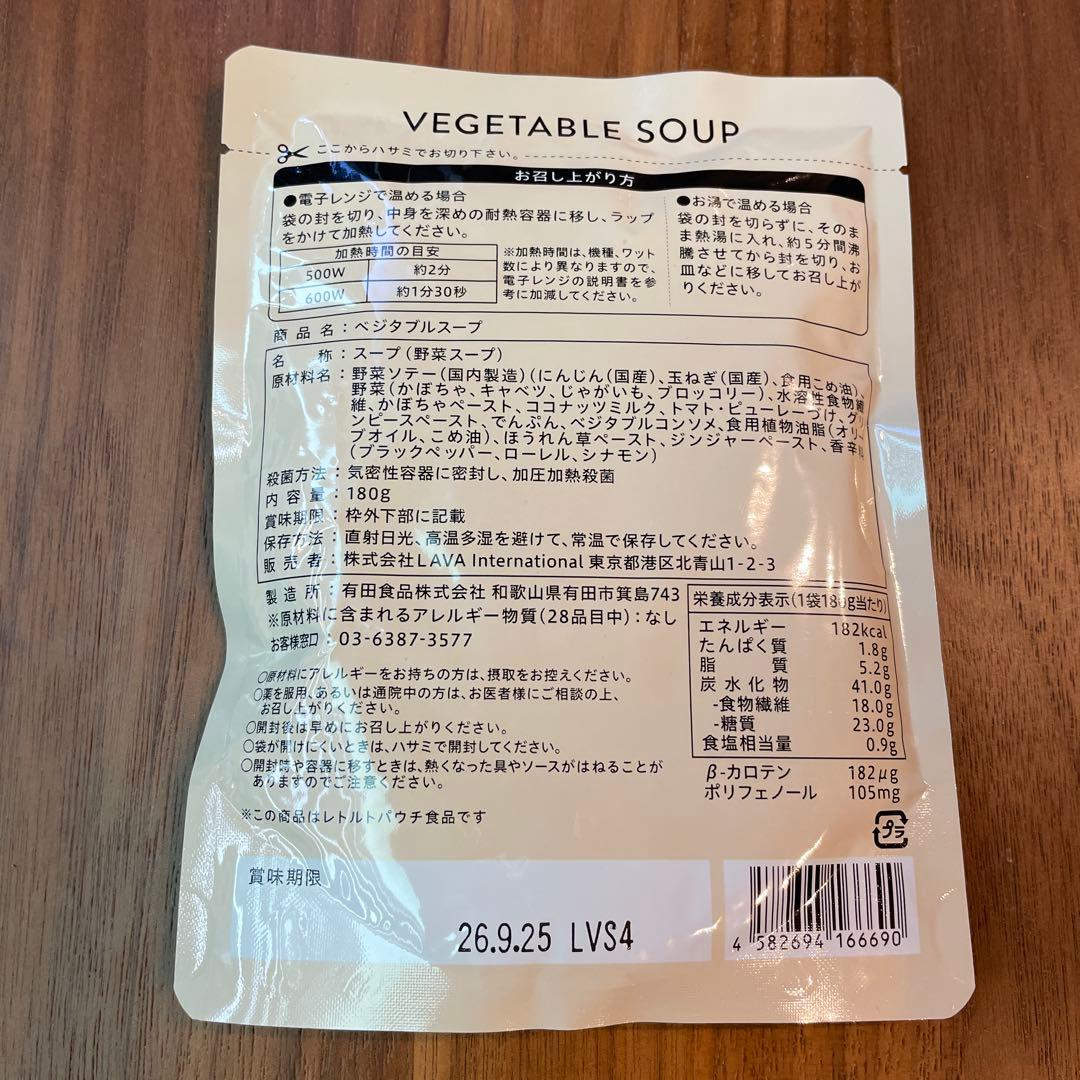 VEGETABLE SOUP
ここからハサミでお切り下さい。
お召し上がり方
●電子レンジで温める場合
袋の封を切り、中身を深めの耐熱容器に移し、ラップ
をかけて加熱してください。
加熱時間の目安
500W 約2分
600W 約1分30秒
※加熱時間は、機種、ワット
数により異なりますので、
電子レンジの説明書を参
考に加減してください。
●お湯で温める場合
袋の封を切らずに、そのま
ま熱湯に入れ、約5分間沸
騰させてから封を切り、お
皿などに移してお召し上が
りください。
商品名：ベジタブルスープ
名称：スープ(野菜スープ)
原材料名：野菜ソテー(国内製造)(にんじん(国産)、玉ねぎ(国産)、食用こめ油)、
野菜(かぼちゃ、キャベツ、じゃがいも、ブロッコリー)、水溶性食物繊
維、かぼちゃペースト、ココナッツミルク、トマト・ピューレーづけ、グリ
ンピースペースト、でんぷん、ベジタブルコンソメ、食用植物油脂(オリー
ブオイル、こめ油)、ほうれん草ペースト、ジンジャーペースト、香辛料
(ブラックペッパー、ローレル、シナモン)
殺菌方法：気密性容器に密封し、加圧加熱殺菌
内容量：180g
賞味期限：枠外下部に記載
保存方法：直射日光、高温多湿を避けて、常温で保存してください。
販売者：株式会社LAVA International 東京都港区北青山1-2-3
製造所：有田食品株式会社 和歌山県有田市箕島743
※原材料に含まれるアレルギー物質(28品目中)：なし
お客様窓口：03-6387-3577
○原材料にアレルギーをお持ちの方は、摂取をお控えください。
○薬を服用、あるいは通院中の方は、お医者様にご相談の上、
お召し上がりください。
○開封後は早めにお召し上がりください。
○袋が開けにくいときは、ハサミで開封してください。
○開封時や容器に移すときは、熱くなった具やソースがはねることが
ありますのでご注意ください。
※この商品はレトルトパウチ食品です
栄養成分表示(1袋180g当たり)
エネルギー 182kcal
たんぱく質 1.8g
脂質 5.2g
炭水化物 41.0g
-食物繊維 18.0g
-糖質 23.0g
食塩相当量 0.9g
β-カロテン 182μg
ポリフェノール 105mg
プラ
賞味期限
26.9.25 LVS4
4 582694 166690